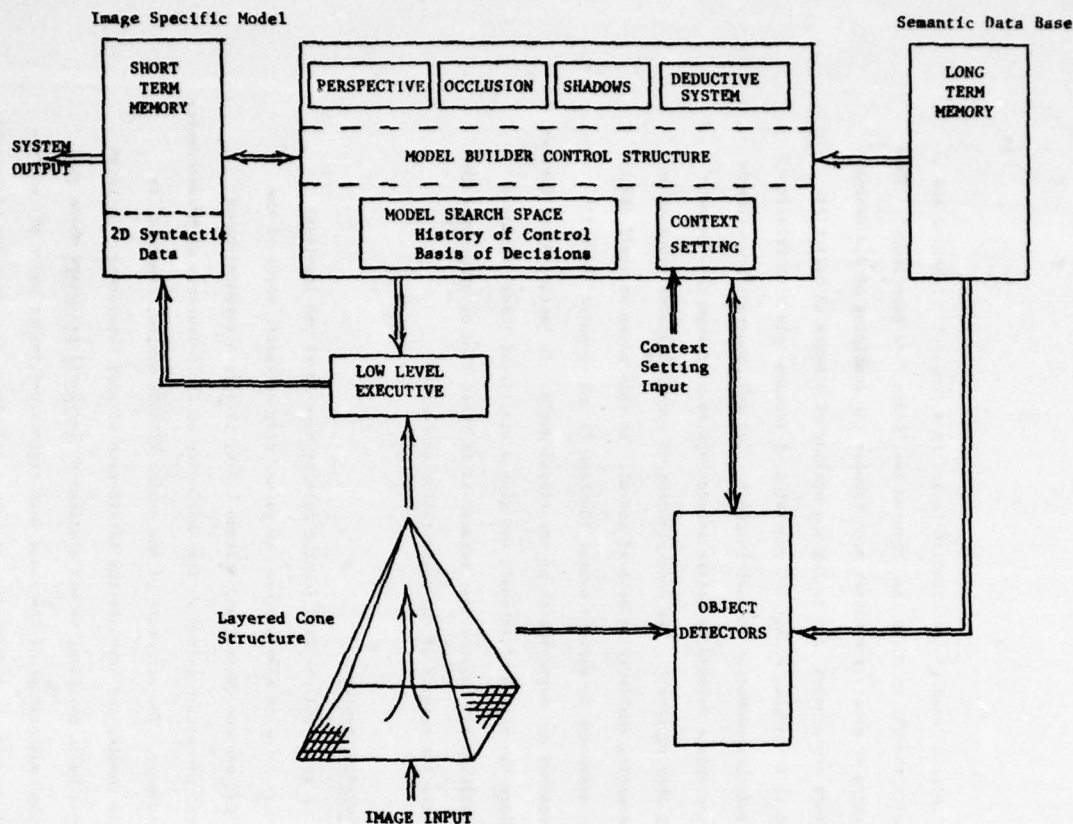 Image Specific Model
Semantic Data Base
SHORT
TERM
MEMORY
PERSPECTIVE
OCCLUSION
SHADOWS
DEDUCTIVE
SYSTEM
LONG
TERM
MEMORY
SYSTEM
OUTPUT
MODEL BUILDER CONTROL STRUCTURE
2D Syntactic
Data
MODEL SEARCH SPACE
History of Control
Basis of Decisions
CONTEXT
SETTING
Context
Setting
Input
LOW LEVEL
EXECUTIVE
Layered Cone
Structure
OBJECT
DETECTORS
IMAGE INPUT